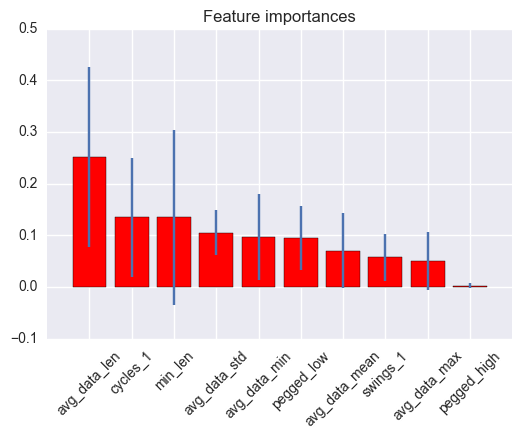 Feature importances
0.5
0.4
0.3
0.2
0.1
0.0
−0.1
avg_data_len
cycles_1
min_len
avg_data_std
avg_data_min
pegged_low
avg_data_mean
swings_1
avg_data_max
pegged_high